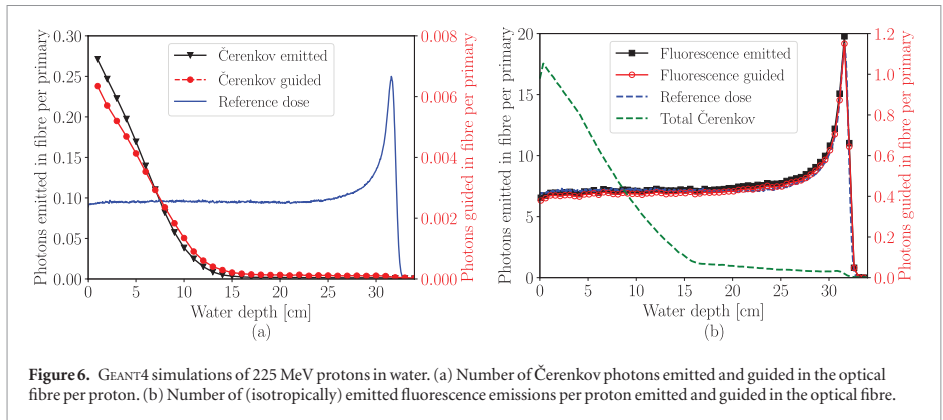 0.30
0.25
0.20
0.15
0.10
0.05
0.00
Photons emitted in fibre per primary
Čerenkov emitted
Čerenkov guided
Reference dose
0.008
0.006
0.004
0.002
0.000
Photons guided in fibre per primary
0 5 10 15 20 25 30
Water depth [cm]
(a)
20
15
10
5
0
Photons emitted in fibre per primary
Fluorescence emitted
Fluorescence guided
Reference dose
Total Čerenkov
1.2
1.0
0.8
0.6
0.4
0.2
0.0
Photons guided in fibre per primary
0 5 10 15 20 25 30
Water depth [cm]
(b)
Figure 6. GEANT4 simulations of 225 MeV protons in water. (a) Number of Čerenkov photons emitted and guided in the optical
fibre per proton. (b) Number of (isotropically) emitted fluorescence emissions per proton emitted and guided in the optical fibre.